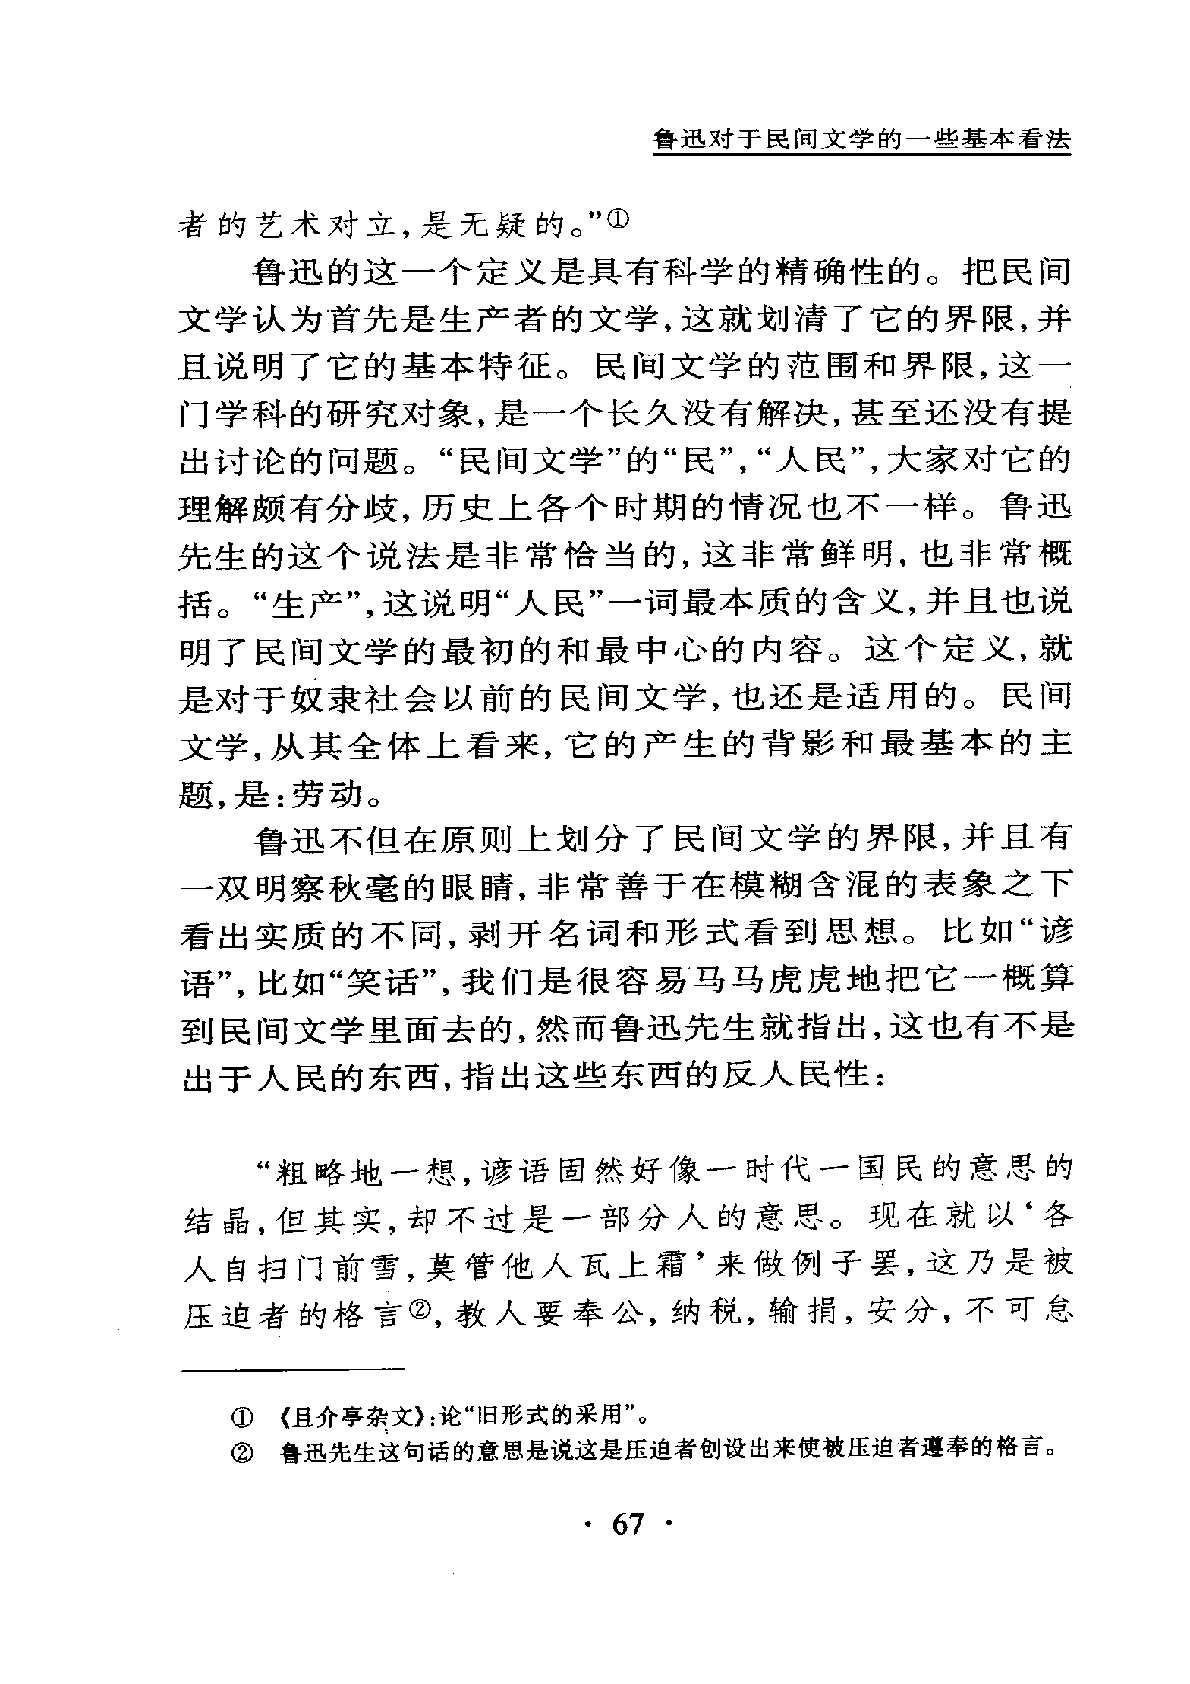 鲁迅对于民间文学的一些基本看法
者的艺术对立,是无疑的。”①
鲁迅的这一个定义是具有科学的精确性的。把民间
文学认为首先是生产者的文学,这就划清了它的界限,并
且说明了它的基本特征。民间文学的范围和界限,这一
门学科的研究对象,是一个长久没有解决,甚至还没有提
出讨论的问题。“民间文学”的“民”,“人民”,大家对它的
理解颇有分歧,历史上各个时期的情况也不一样。鲁迅
先生的这个说法是非常恰当的,这非常鲜明,也非常概
括。“生产”,这说明“人民”一词最本质的含义,并且也说
明了民间文学的最初的和最中心的内容。这个定义,就
是对于奴隶社会以前的民间文学,也还是适用的。民间
文学,从其全体上看来,它的产生的背影和最基本的主
题,是:劳动。
鲁迅不但在原则上划分了民间文学的界限,并且有
一双明察秋毫的眼睛,非常善于在模糊含混的表象之下
看出实质的不同,剥开名词和形式看到思想。比如“谚
语”,比如“笑话”,我们是很容易马马虎虎地把它一概算
到民间文学里面去的,然而鲁迅先生就指出,这也有不是
出于人民的东西,指出这些东西的反人民性:
“粗略地一想,谚语固然好像一时代一国民的意思的
结晶,但其实,却不过是一部分人的意思。现在就以‘各
人自扫门前雪,莫管他人瓦上霜’来做例子罢,这乃是被
压迫者的格言②,教人要奉公,纳税,输捐,安分,不可怠
① 《且介亭杂文》:论“旧形式的采用”。
② 鲁迅先生这句话的意思是说这是压迫者创设出来使被压迫者遵奉的格言。
· 67 ·